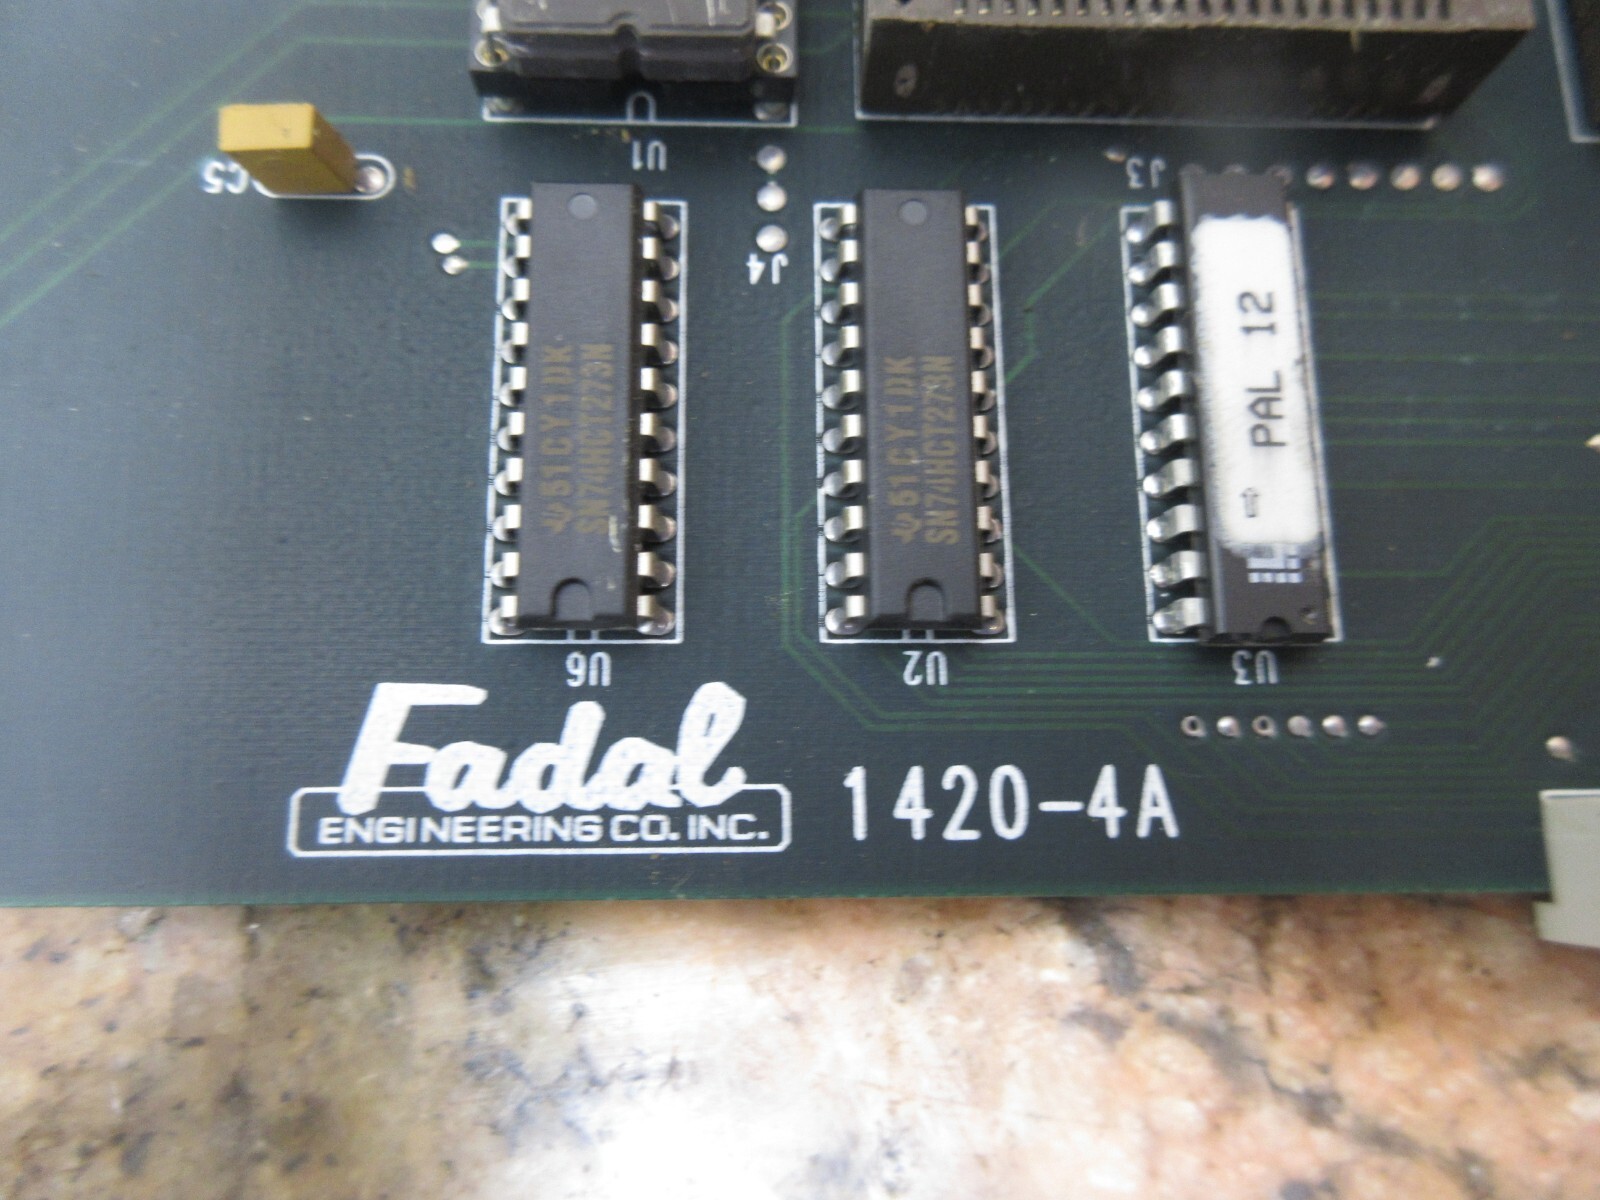 U1
C5
J3
J4
51CY1DK
SN74HCT273N
51CY1DK
SN74HCT273N
⇧ PAL 12
U6
U2
U3
Fadal
ENGINEERING CO. INC.
1420-4A